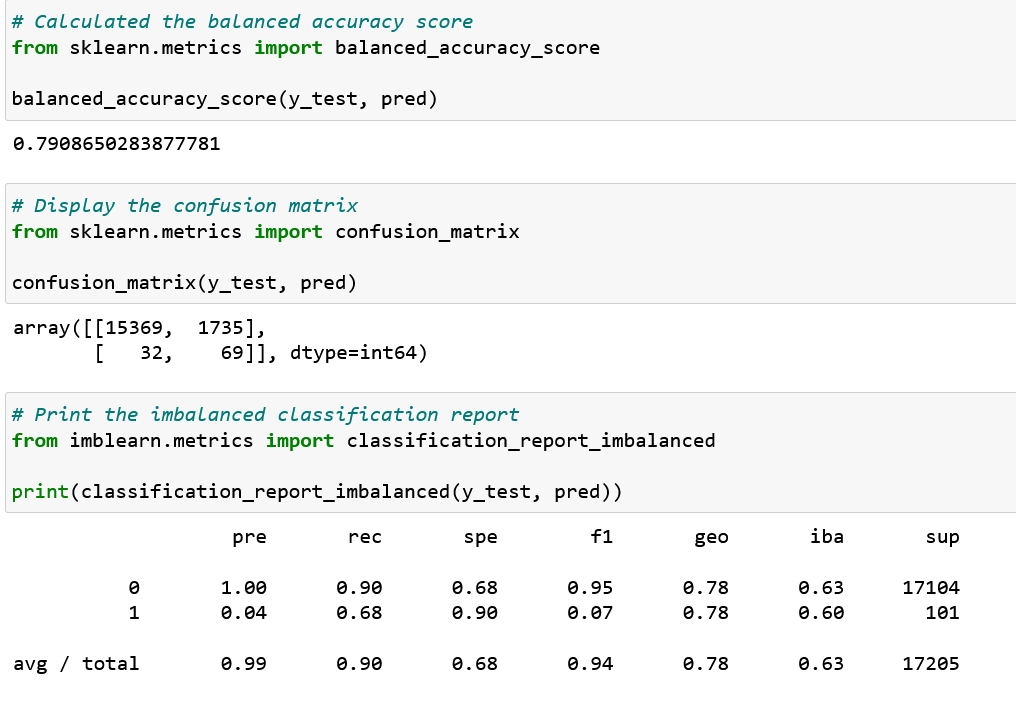 # Calculated the balanced accuracy score
from sklearn.metrics import balanced_accuracy_score
balanced_accuracy_score(y_test, pred)
0.7908650283877781
# Display the confusion matrix
from sklearn.metrics import confusion_matrix
confusion_matrix(y_test, pred)
array([[15369,  1735],
       [   32,    69]], dtype=int64)
# Print the imbalanced classification report
from imblearn.metrics import classification_report_imbalanced
print(classification_report_imbalanced(y_test, pred))
                   pre       rec       spe        f1       geo       iba       sup
          0       1.00      0.90      0.68      0.95      0.78      0.63     17104
          1       0.04      0.68      0.90      0.07      0.78      0.60       101
avg / total       0.99      0.90      0.68      0.94      0.78      0.63     17205